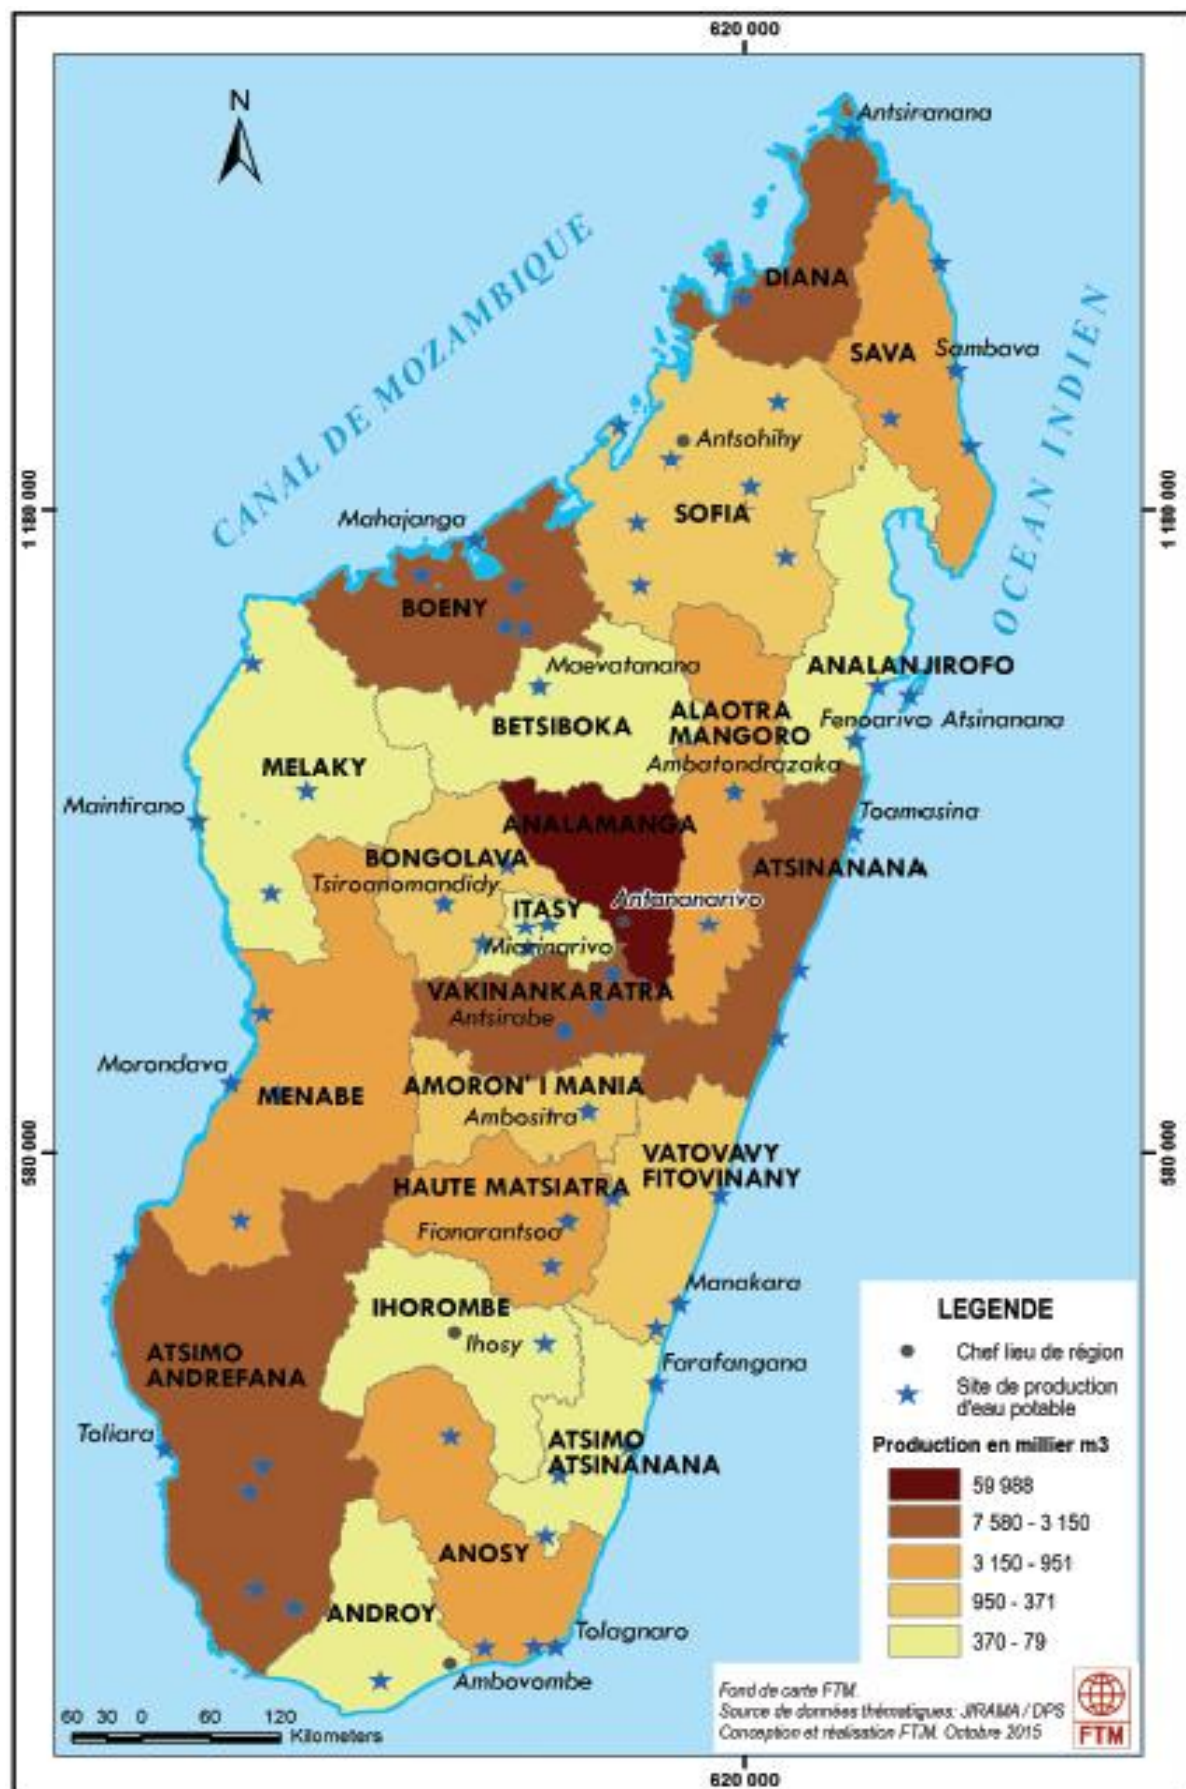 620 000
N
Antsiranana
CANAL DE MOZAMBIQUE
DIANA
SAVA
Sambava
OCEAN INDIEN
Antsohihy
SOFIA
1 180 000
1 180 000
Mahajanga
BOENY
Maevatanana
ANALANJIROFO
BETSIBOKA
ALAOTRA
MANGORO
Fenoarivo Atsinanana
Ambatondrazaka
MELAKY
Maintirano
ANALAMANGA
Toamasina
BONGOLAVA
ATSINANANA
Tsiroanomandidy
ITASY
Antananarivo
Miarinarivo
VAKINANKARATRA
Antsirabe
Morondava
MENABE
AMORON' I MANIA
Ambositra
VATOVAVY
FITOVINANY
580 000
580 000
HAUTE MATSIATRA
Fianarantsoa
Manakara
IHOROMBE
Ihosy
ATSIMO
ANDREFANA
Farafangana
Toliara
ATSIMO
ATSINANANA
ANOSY
ANDROY
Tolagnaro
Ambovombe
LEGENDE
Chef lieu de région
Site de production
d'eau potable
Production en millier m3
59 988
7 580 - 3 150
3 150 - 951
950 - 371
370 - 79
Fond de carte FTM.
Source de données thématiques: JIRAMA / DPS
Conception et réalisation FTM. Octobre 2015
FTM
60 30 0 60 120
Kilometers
620 000